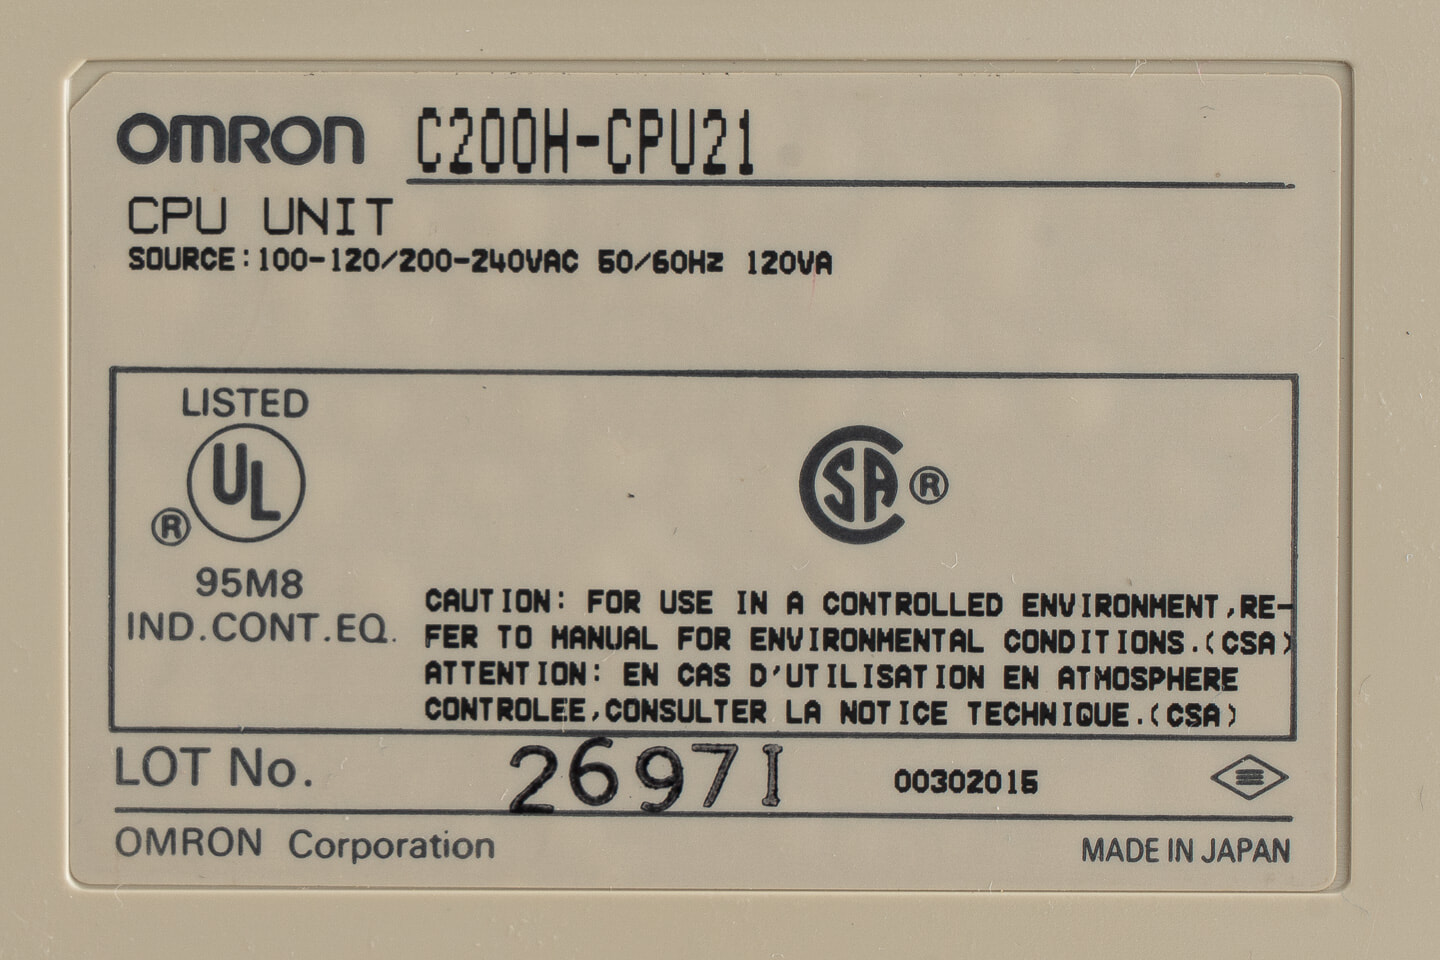 OMRON C200H-CPU21
CPU UNIT
SOURCE:100-120/200-240VAC 50/60Hz 120VA
LISTED
UL
®
95M8
IND.CONT.EQ.
CSA ®
CAUTION: FOR USE IN A CONTROLLED ENVIRONMENT,RE-
FER TO MANUAL FOR ENVIRONMENTAL CONDITIONS.(CSA)
ATTENTION: EN CAS D'UTILISATION EN ATMOSPHERE
CONTROLEE,CONSULTER LA NOTICE TECHNIQUE.(CSA)
LOT No. 2697I 00302015
OMRON Corporation MADE IN JAPAN